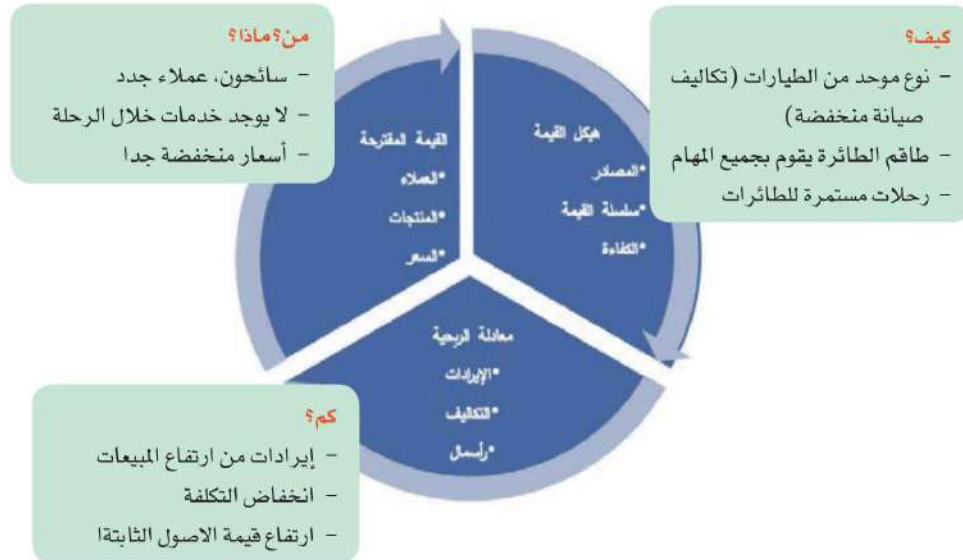 كيف؟
– نوع موحد من الطيارات (تكاليف
صيانة منخفضة)
– طاقم الطائرة يقوم بجميع المهام
– رحلات مستمرة للطائرات
من؟ماذا؟
– سائحون، عملاء جدد
– لا يوجد خدمات خلال الرحلة
– أسعار منخفضة جدا
هيكل القيمة
•المصادر
•سلسلة القيمة
•الكفاءة
القيمة المقترحة
•العملاء
•المنتجات
•السعر
معادلة الربحية
•الإيرادات
•التكاليف
•رأسمال
كم؟
– إيرادات من ارتفاع المبيعات
– انخفاض التكلفة
– ارتفاع قيمة الاصول الثابتةا